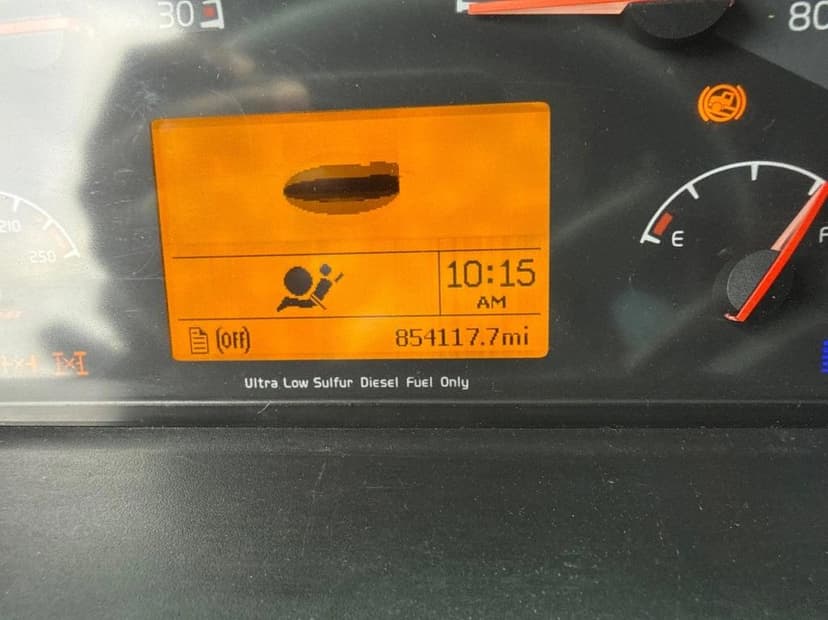 30
80
210
250
E
F
10:15
AM
(OFF)
854117.7mi
Ultra Low Sulfur Diesel Fuel Only